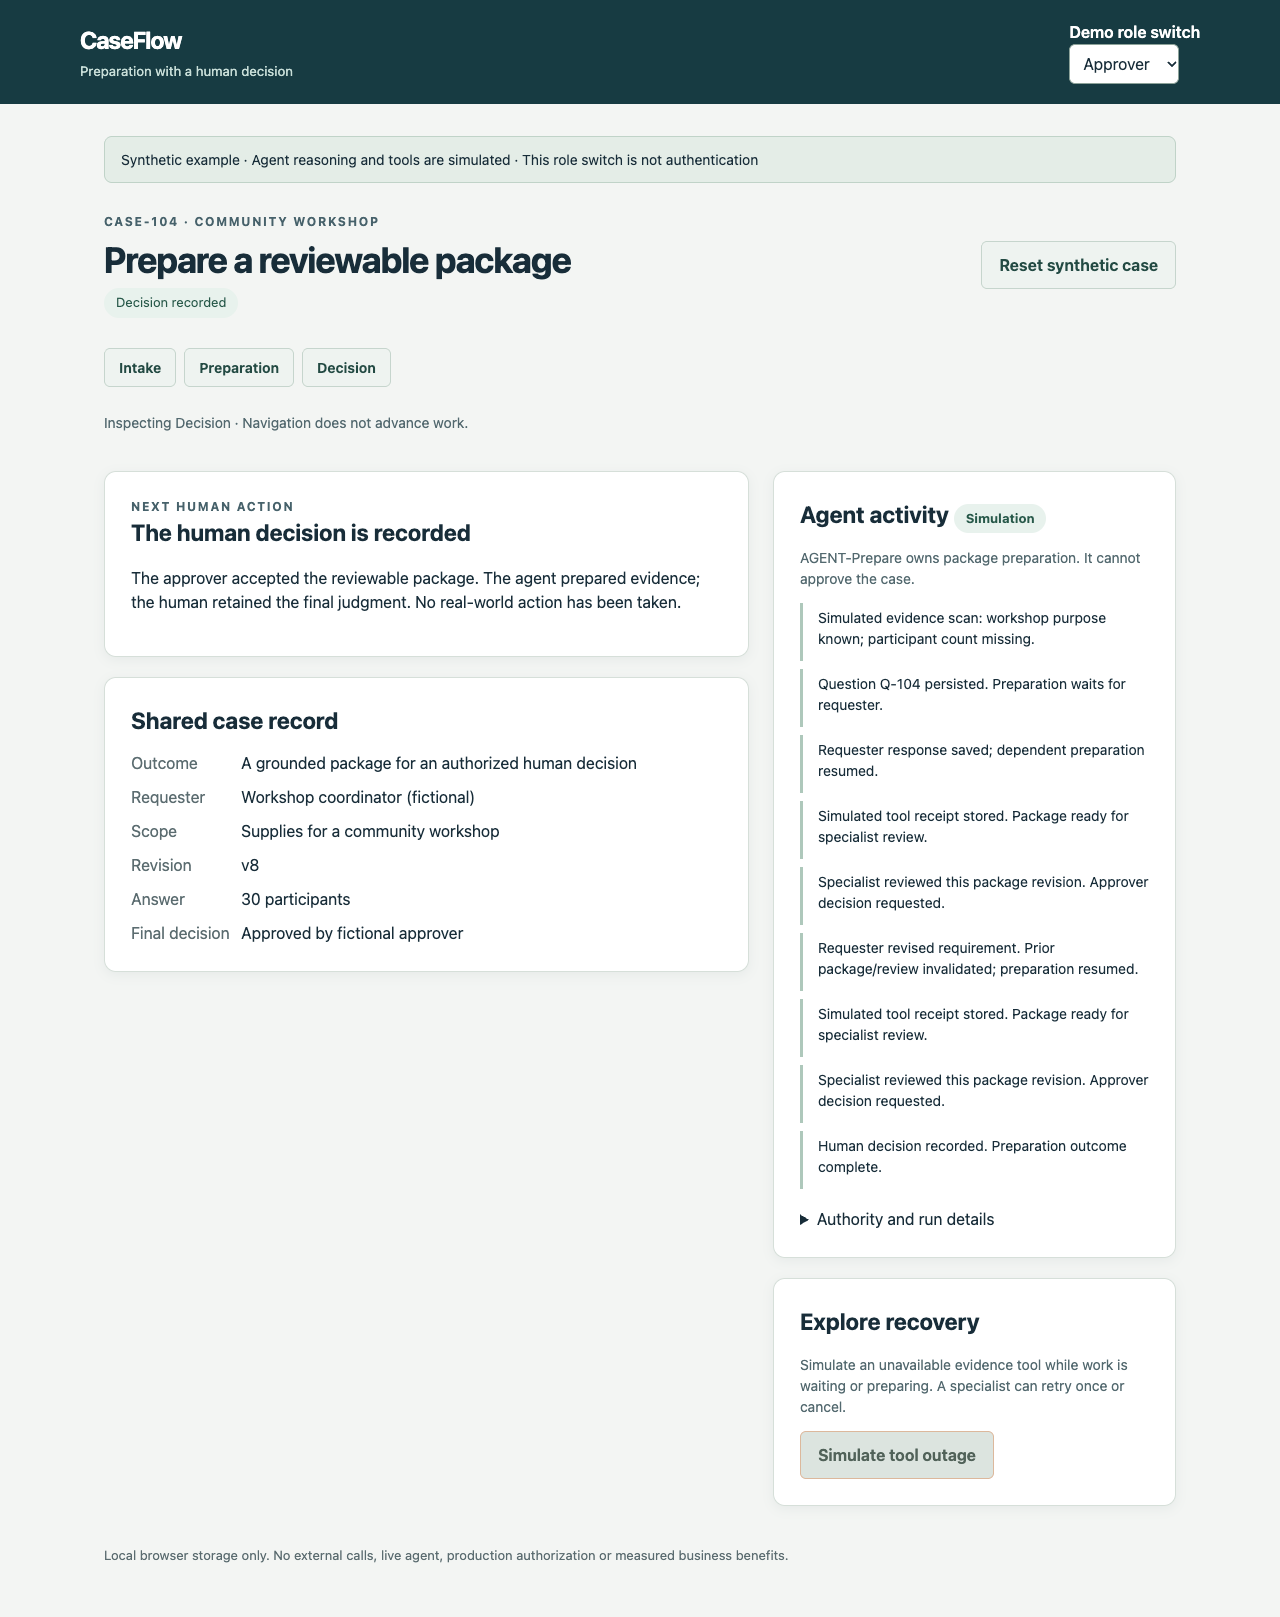 CaseFlow
Preparation with a human decision
Demo role switch
Approver
Synthetic example · Agent reasoning and tools are simulated · This role switch is not authentication
CASE-104 · COMMUNITY WORKSHOP
Prepare a reviewable package
Reset synthetic case
Decision recorded
Intake
Preparation
Decision
Inspecting Decision · Navigation does not advance work.
NEXT HUMAN ACTION
The human decision is recorded
The approver accepted the reviewable package. The agent prepared evidence;
the human retained the final judgment. No real-world action has been taken.
Shared case record
Outcome A grounded package for an authorized human decision
Requester Workshop coordinator (fictional)
Scope Supplies for a community workshop
Revision v8
Answer 30 participants
Final decision Approved by fictional approver
Agent activity Simulation
AGENT-Prepare owns package preparation. It cannot
approve the case.
Simulated evidence scan: workshop purpose
known; participant count missing.
Question Q-104 persisted. Preparation waits for
requester.
Requester response saved; dependent preparation
resumed.
Simulated tool receipt stored. Package ready for
specialist review.
Specialist reviewed this package revision. Approver
decision requested.
Requester revised requirement. Prior
package/review invalidated; preparation resumed.
Simulated tool receipt stored. Package ready for
specialist review.
Specialist reviewed this package revision. Approver
decision requested.
Human decision recorded. Preparation outcome
complete.
Authority and run details
Explore recovery
Simulate an unavailable evidence tool while work is
waiting or preparing. A specialist can retry once or
cancel.
Simulate tool outage
Local browser storage only. No external calls, live agent, production authorization or measured business benefits.